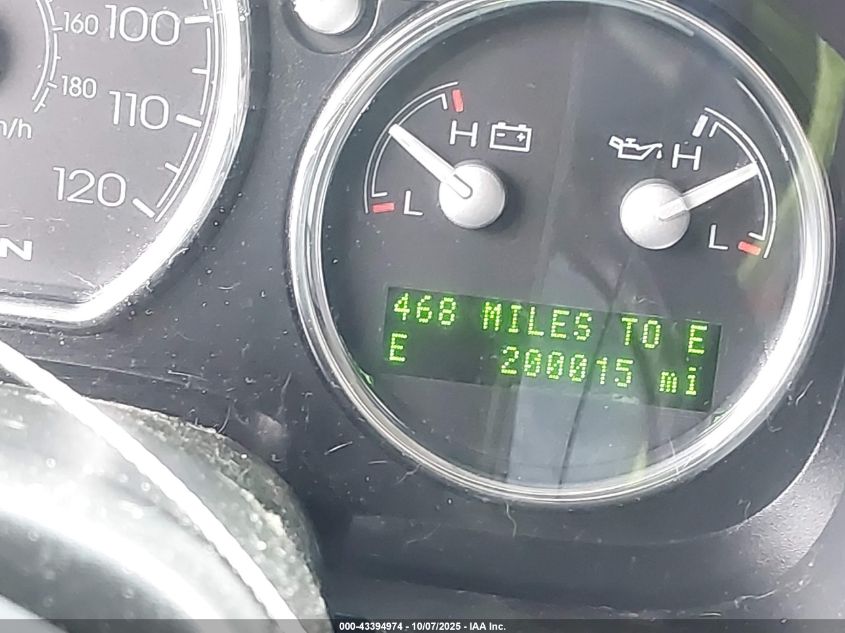 160
100
180
110
m/h
120
N
H
L
H
L
468 MILES TO E
E 200015 mi
000-43394974 - 10/07/2025 - IAA Inc.